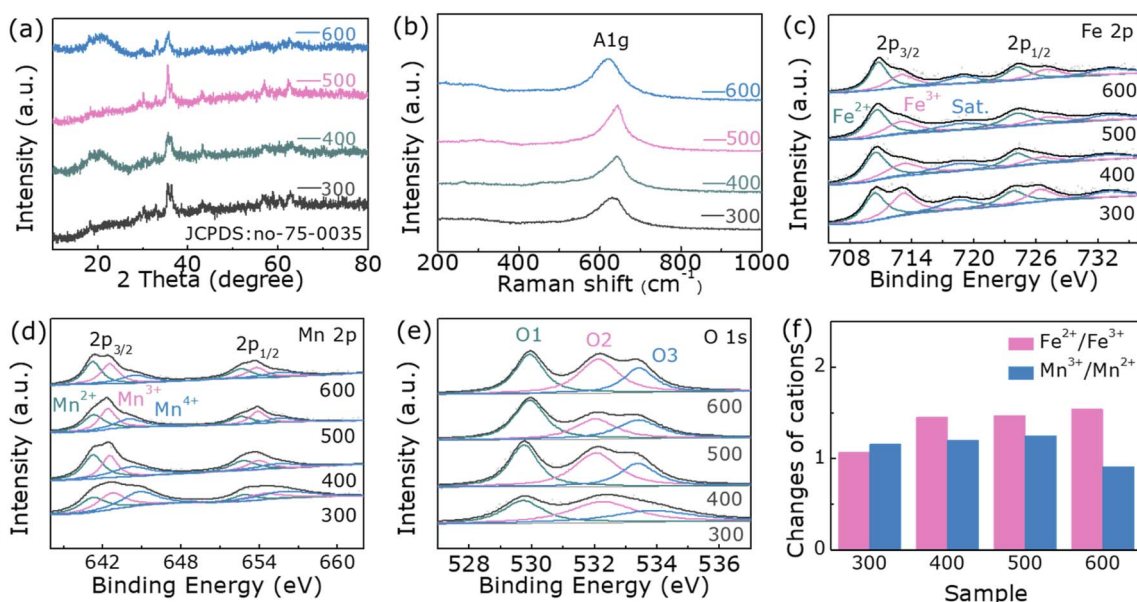 (a)
600
500
400
300
JCPDS:no-75-0035
20 40 60 80
2 Theta (degree)
Intensity (a.u.)
(b)
A1g
600
500
400
300
200 400 600 800 1000
Raman shift (cm⁻¹)
Intensity (a.u.)
(c)
2p₃/₂ 2p₁/₂ Fe 2p
600
Fe²⁺ Fe³⁺ Sat.
500
400
300
708 714 720 726 732
Binding Energy (eV)
Intensity (a.u.)
(d)
2p₃/₂ 2p₁/₂ Mn 2p
600
Mn²⁺ Mn³⁺ Mn⁴⁺
500
400
300
642 648 654 660
Binding Energy (eV)
Intensity (a.u.)
(e)
O1 O2 O3 O 1s
600
500
400
300
528 530 532 534 536
Binding Energy (eV)
Intensity (a.u.)
(f)
Fe²⁺/Fe³⁺
Mn³⁺/Mn²⁺
2
1
0
300 400 500 600
Sample
Changes of cations